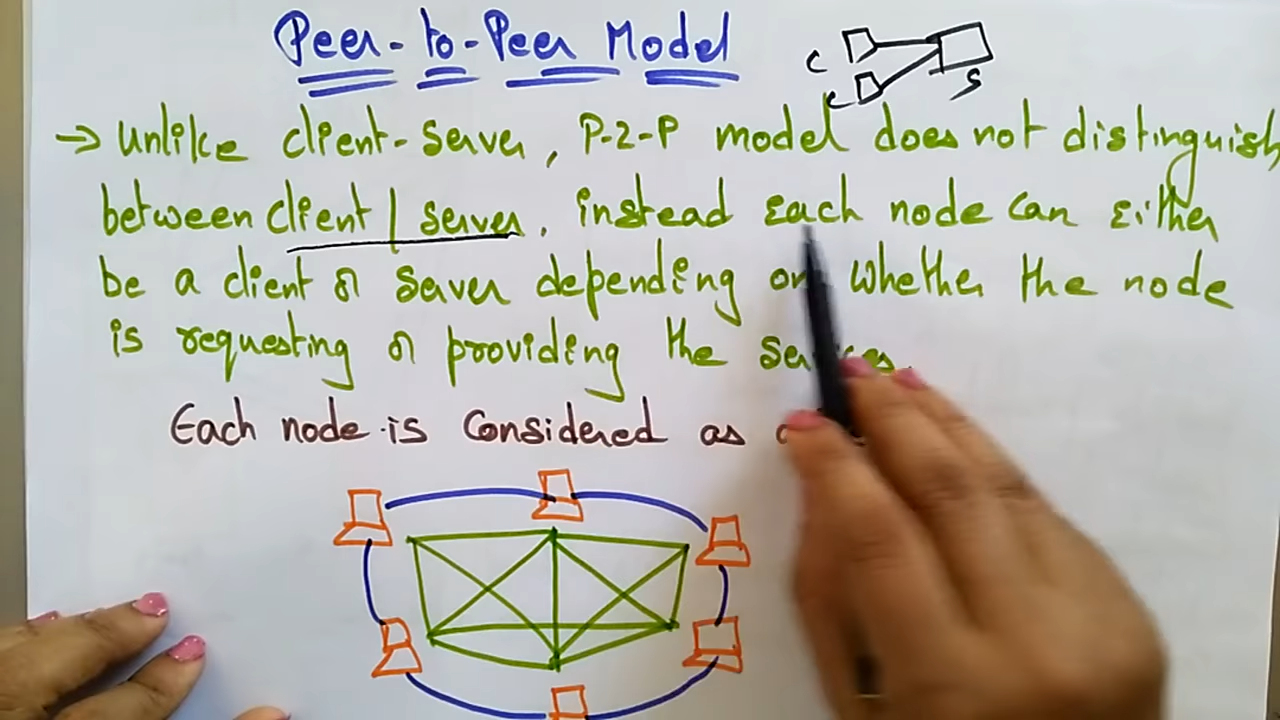 Peer-to-Peer Model
C
C S
→ Unlike client-server, P-2-P model does not distinguish
between client/server. instead each node can either
be a client or server depending on whether the node
is requesting or providing the services.
Each node is considered as a